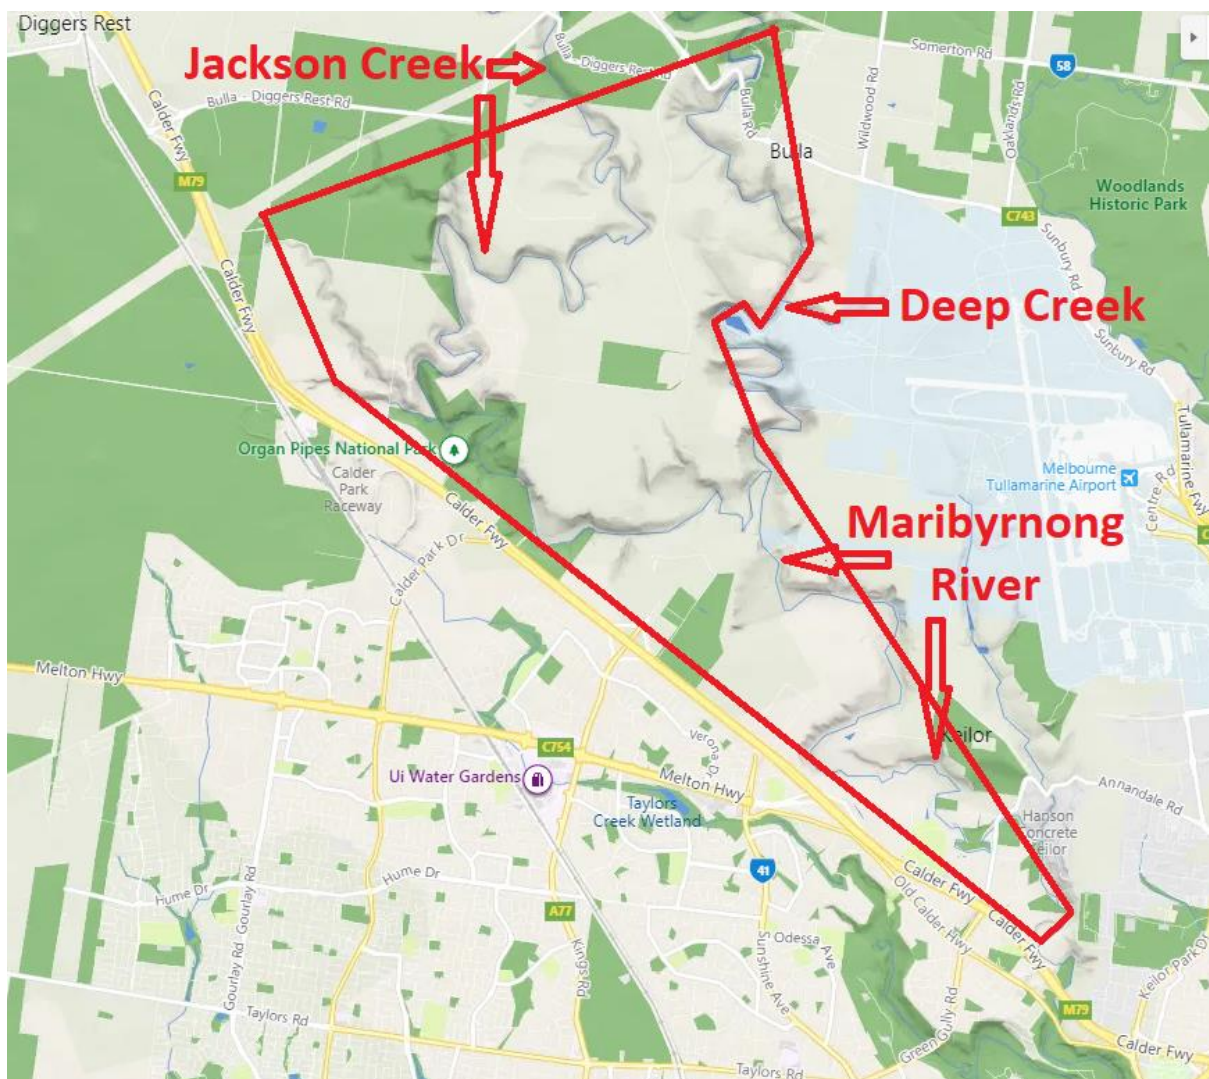 Diggers Rest
Jackson Creek
Bulla - Diggers Rest Rd
Somerton Rd
58
Bulla - Diggers Rest Rd
Calder Fwy
Bulla Rd
Wildwood Rd
Oaklands Rd
Calder Fwy
M79
Bulla
Woodlands
Historic Park
C743
Sunbury Rd
Calder Fwy
Deep Creek
Sunbury Rd
Tullamarine Fwy
Organ Pipes National Park
Calder
Park
Raceway
Melbourne
Tullamarine Airport
Centre Rd
C
Calder Fwy
Maribyrnong
River
Calder Park Dr
Melton Hwy
Verona Dr
Keilor
C754
Ui Water Gardens
Melton Hwy
Taylors
Creek Wetland
Annandale Rd
Hanson
Concrete
Keilor
41
Hume Dr
Hume Dr
Gourlay Rd
Gourlay Rd
Calder Fwy
Old Calder Hwy
Calder Fwy
A77
Kings Rd
Sunshine Ave
S
Odessa Ave
Keilor Park Dr
Taylors Rd
Green Gully Rd
M79
Calder Fwy
Taylors Rd